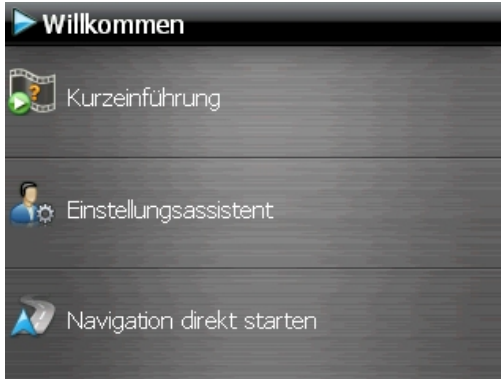 Willkommen
Kurzeinführung
Einstellungsassistent
Navigation direkt starten